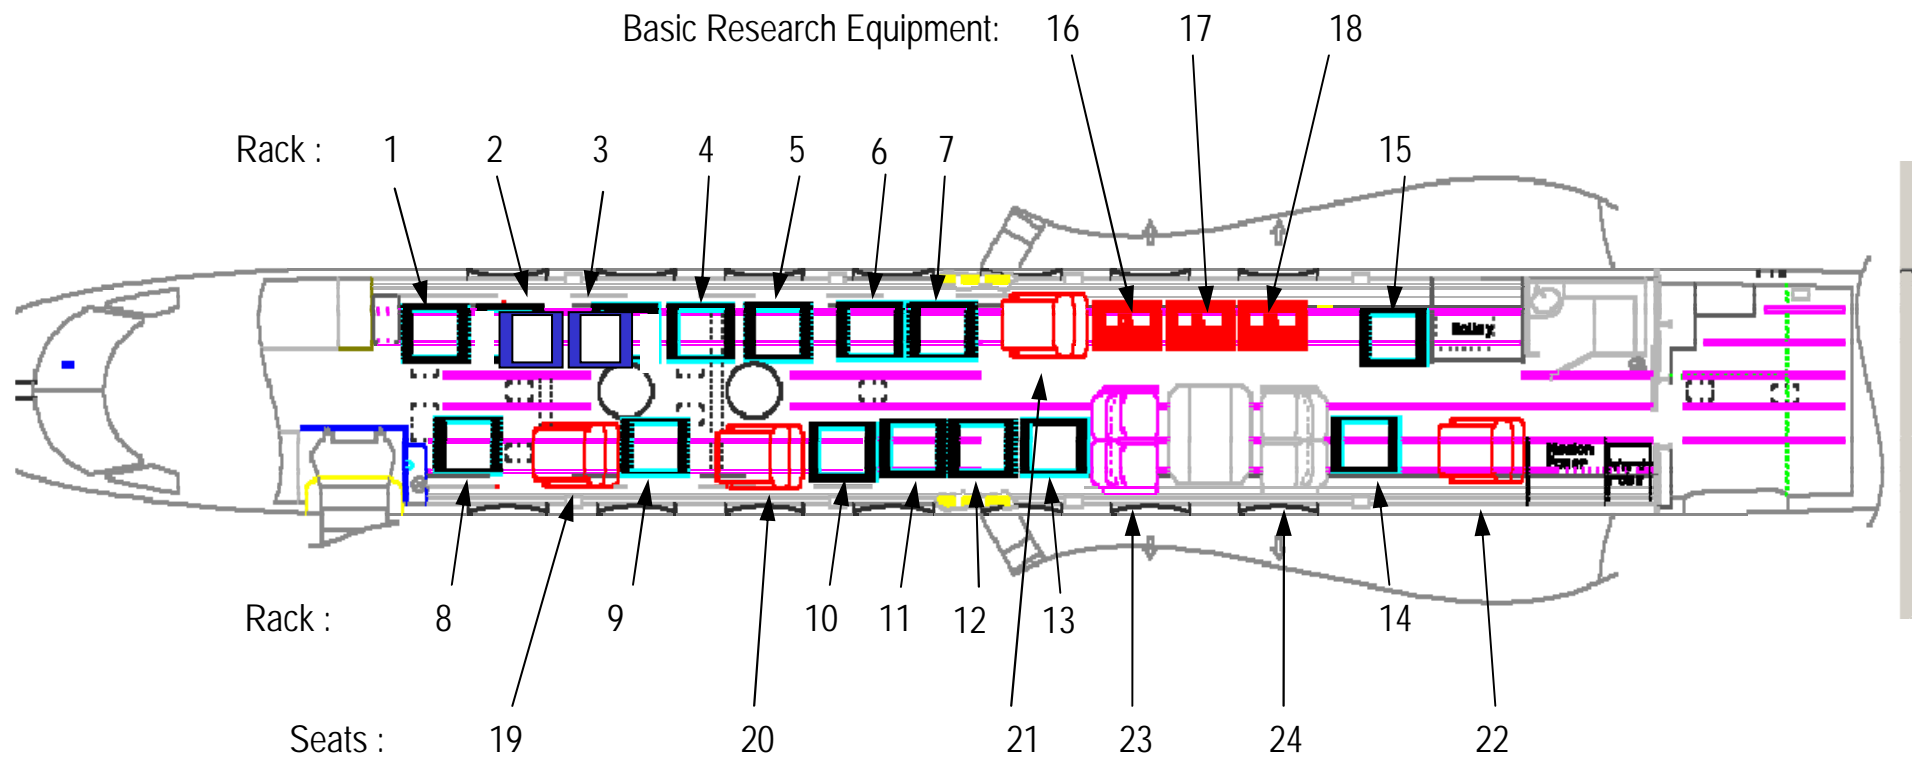 Basic Research Equipment: 16 17 18
Rack : 1 2 3 4 5 6 7 15
Rack : 8 9 10 11 12 13 14
Seats : 19 20 21 23 24 22